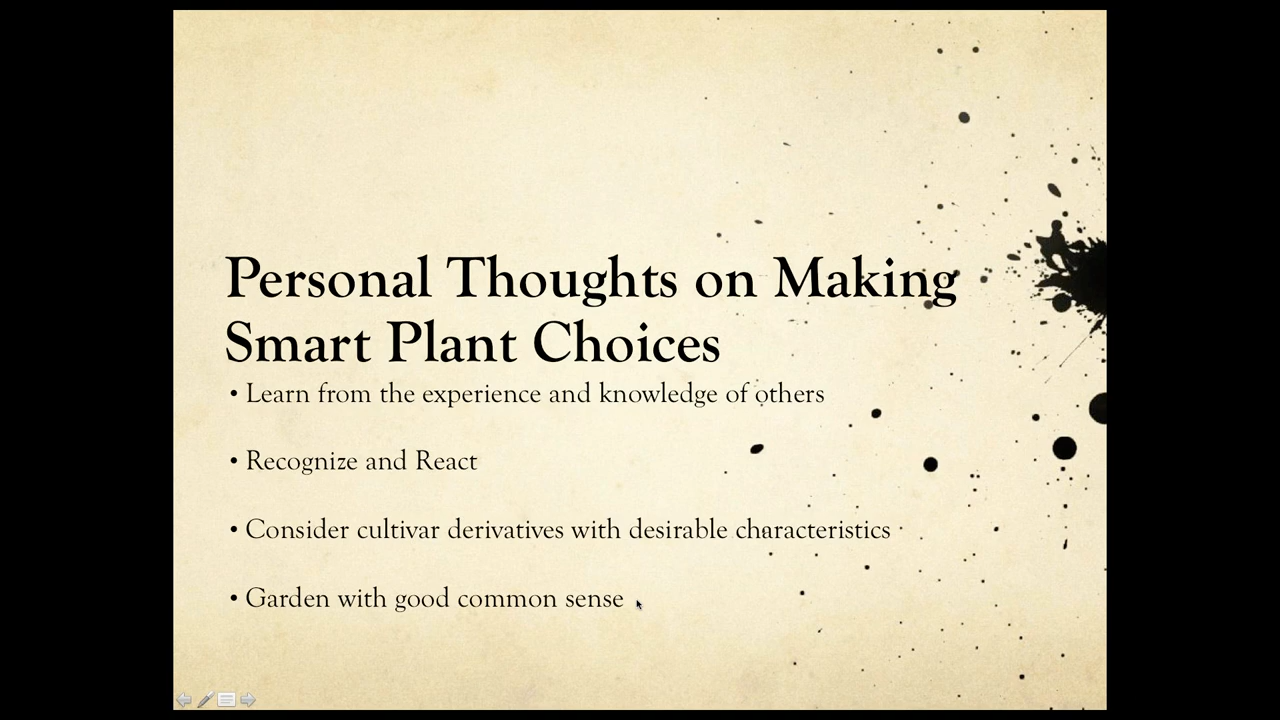 Personal Thoughts on Making
Smart Plant Choices
• Learn from the experience and knowledge of others
• Recognize and React
• Consider cultivar derivatives with desirable characteristics
• Garden with good common sense